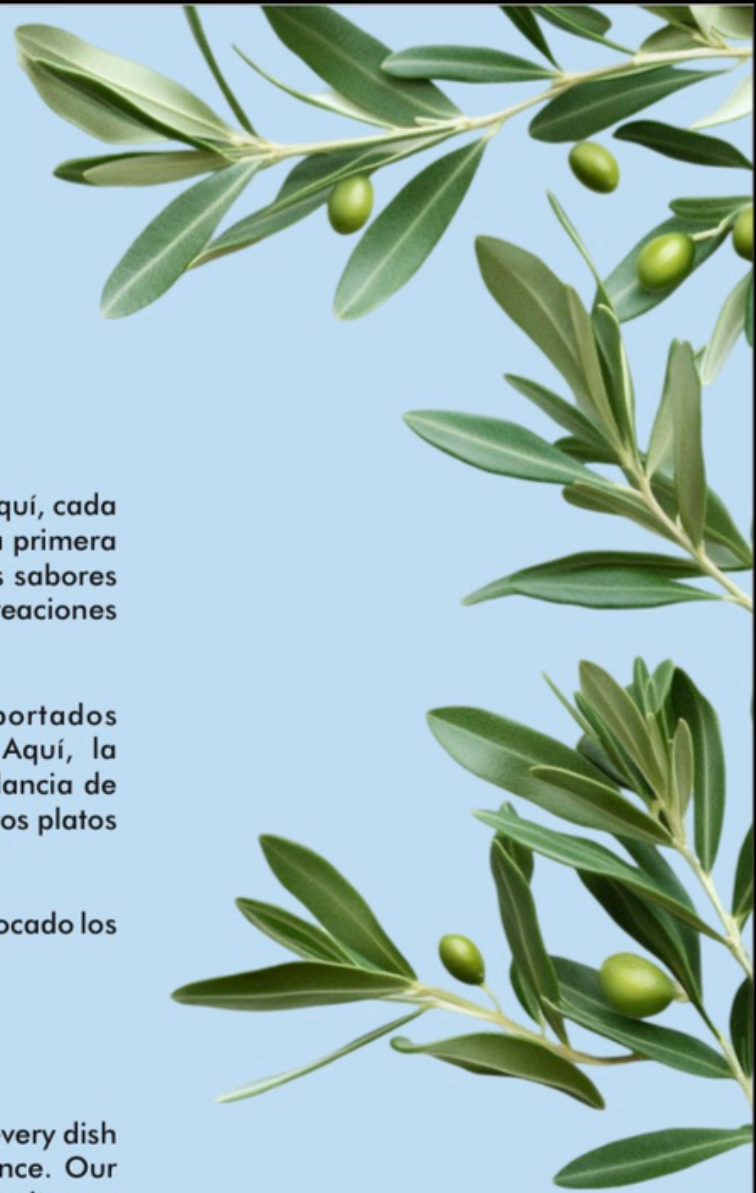 quí, cada
primera
sabores
eaciones
portados
Aquí, la
lancia de
os platos
ocado los
very dish
nce. Our